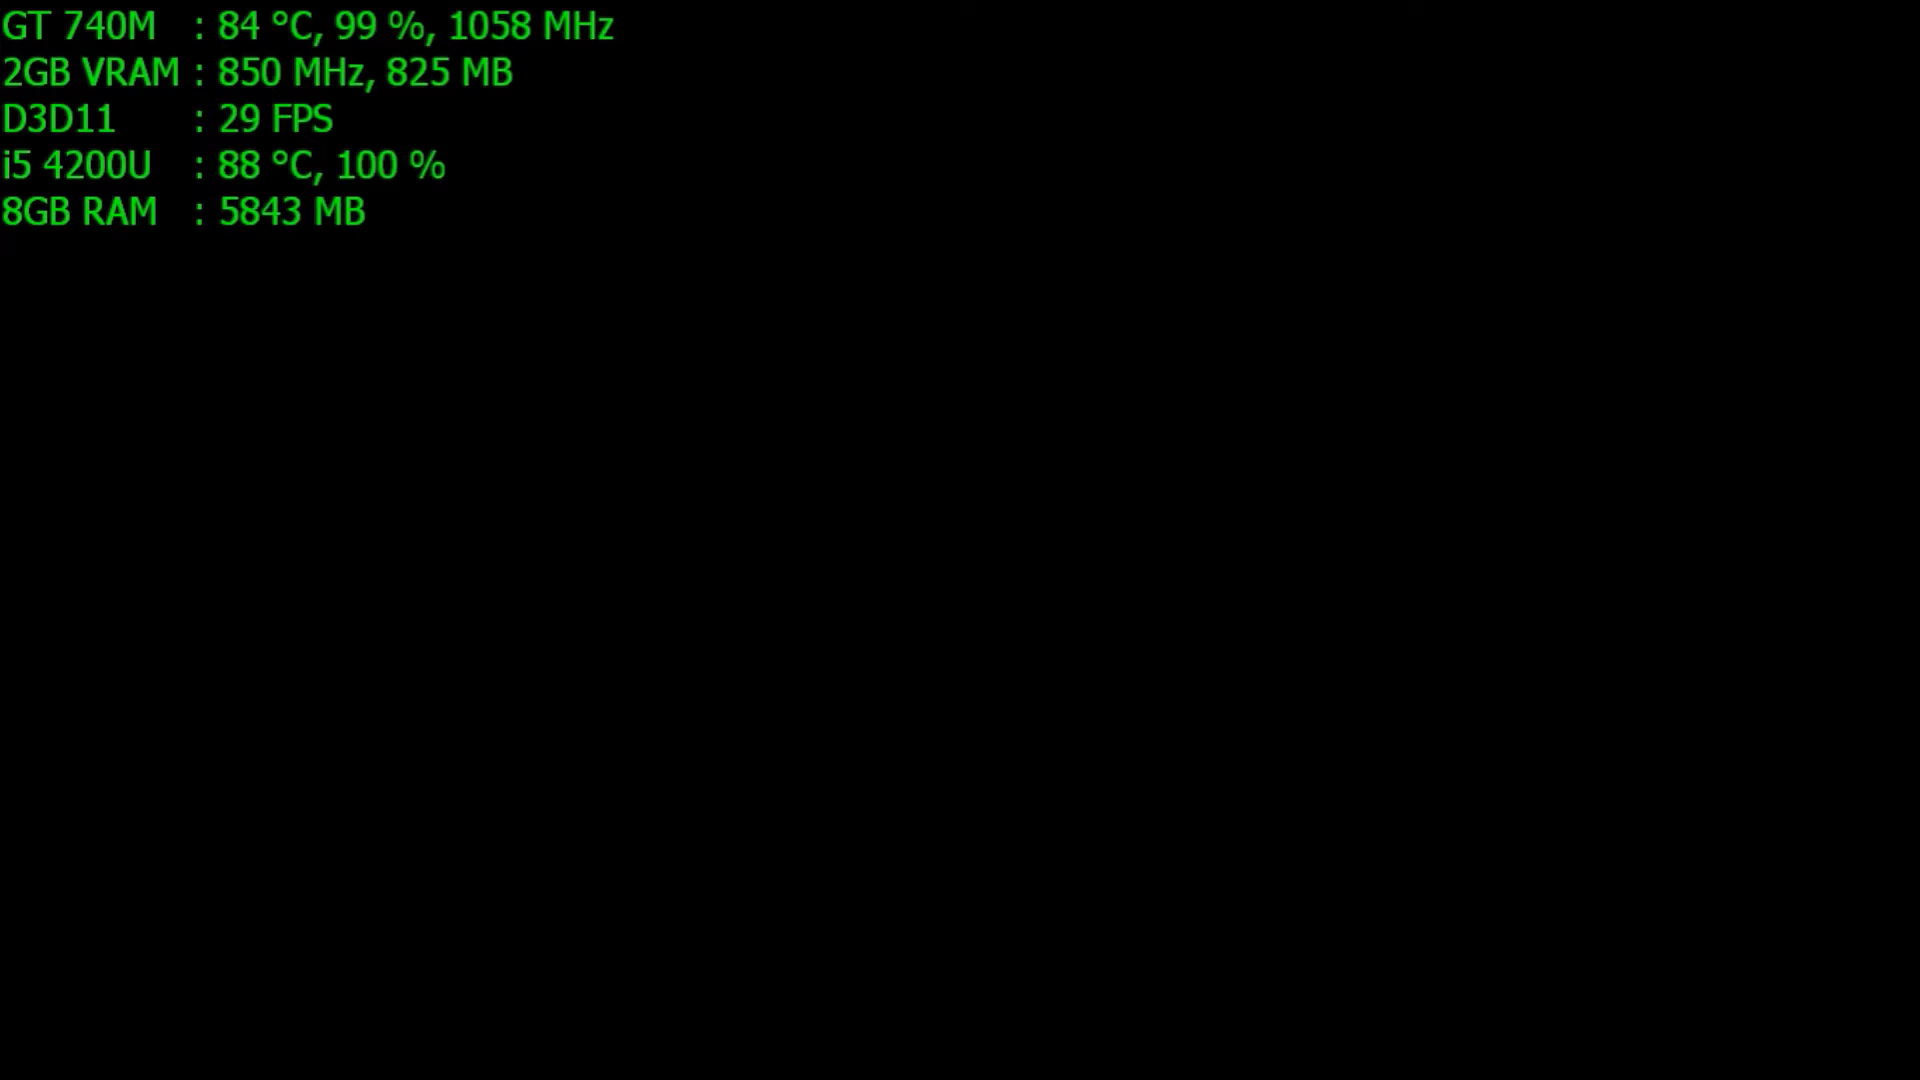 GT 740M : 84 °C, 99 %, 1058 MHz
2GB VRAM : 850 MHz, 825 MB
D3D11 : 29 FPS
i5 4200U : 88 °C, 100 %
8GB RAM : 5843 MB